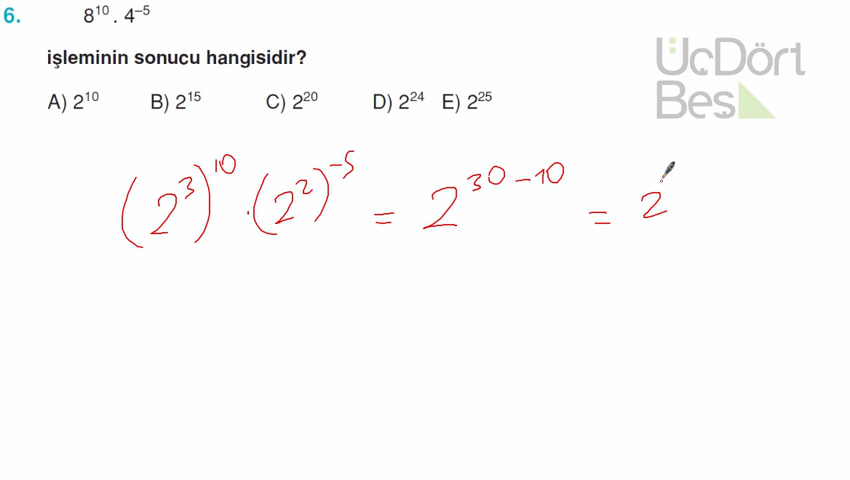 6. 8¹⁰ . 4⁻⁵
işleminin sonucu hangisidir?
A) 2¹⁰ B) 2¹⁵ C) 2²⁰ D) 2²⁴ E) 2²⁵
(2³)¹⁰ . (2²)⁻⁵ = 2³⁰⁻¹⁰ = 2
ÜçDört
Beş